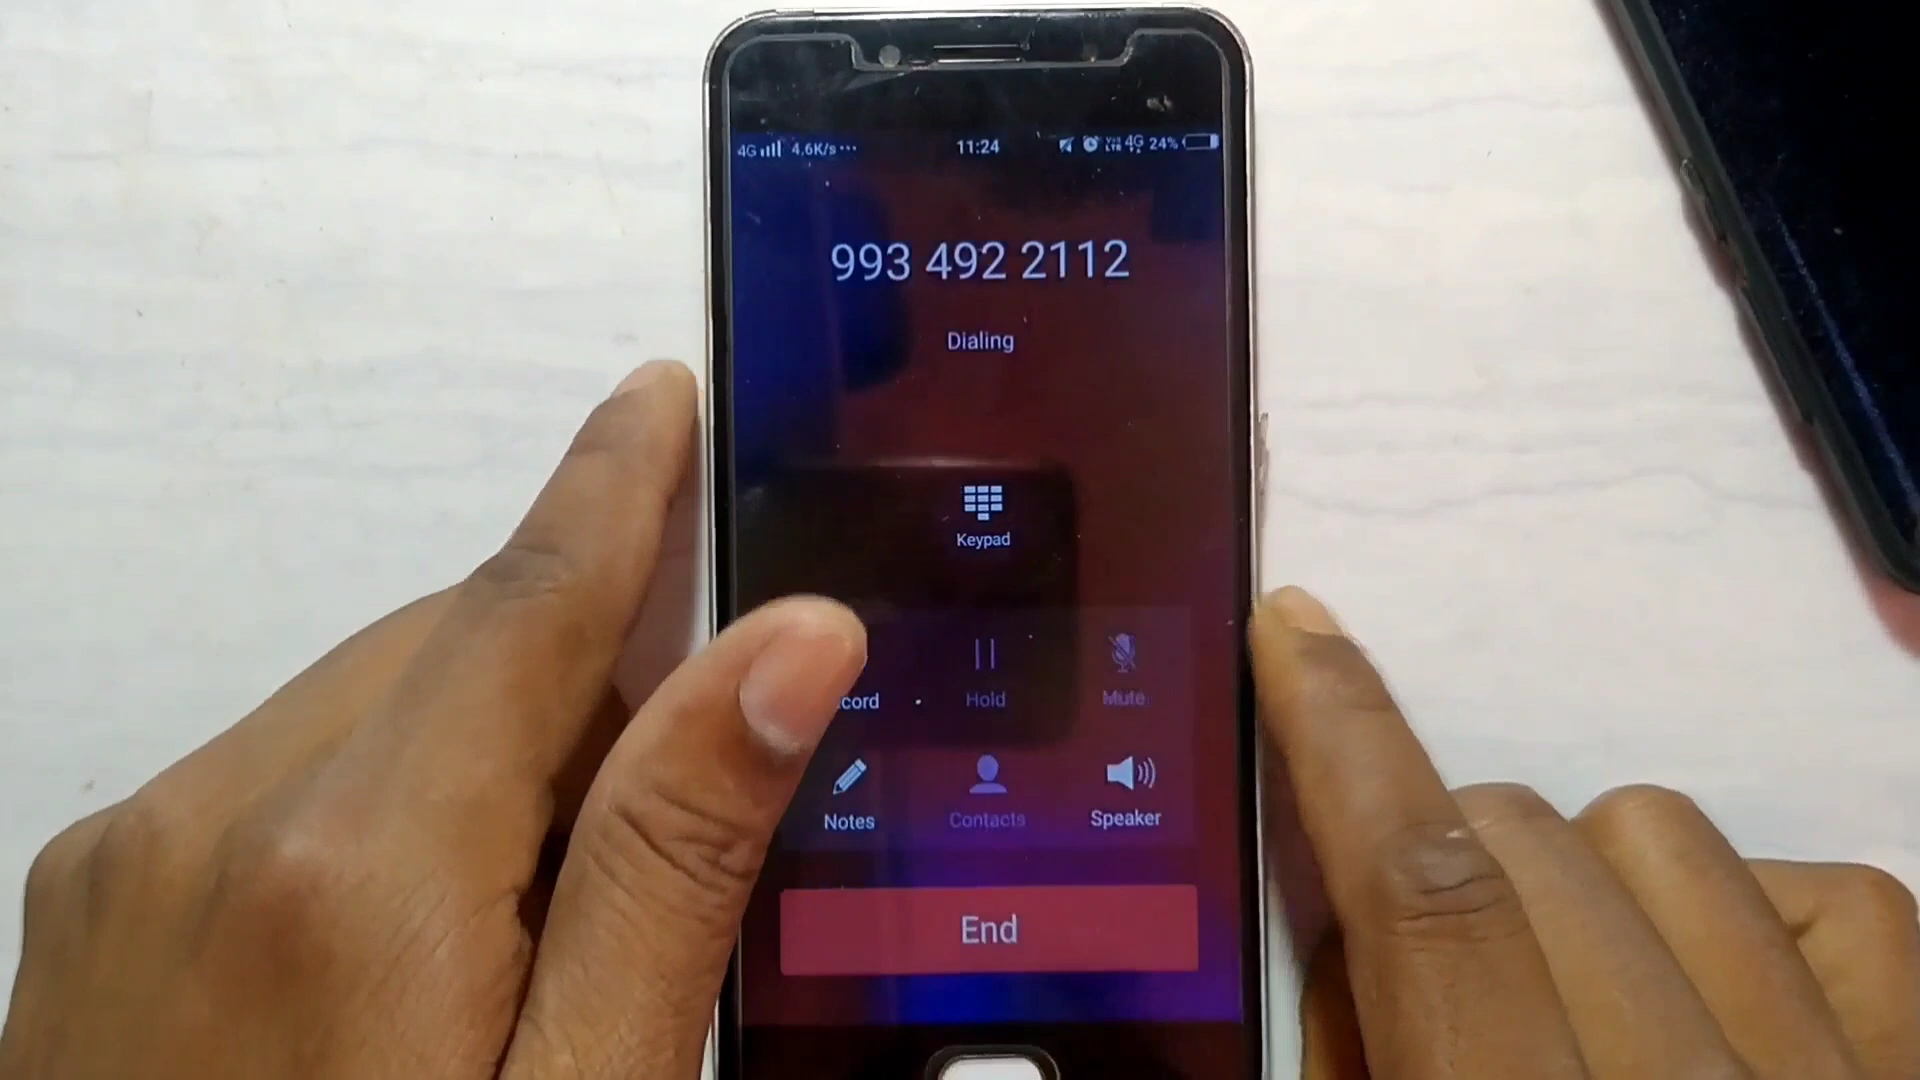 4G 4.6K/s ... 11:24 VoLTE 4G 24%
993 492 2112
Dialing
Keypad
cord Hold Mute
Notes Contacts Speaker
End